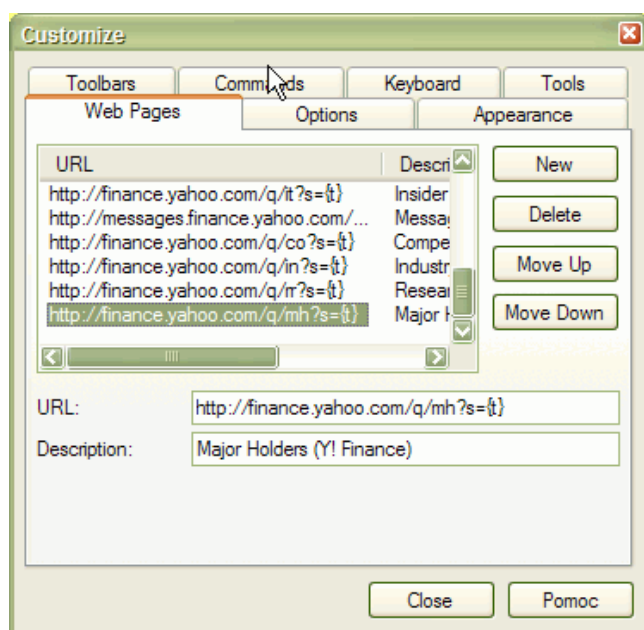 Customize
Toolbars Commands Keyboard Tools
Web Pages Options Appearance
URL Descri
http://finance.yahoo.com/q/it?s={t} Insider
http://messages.finance.yahoo.com/... Messa
http://finance.yahoo.com/q/co?s={t} Compe
http://finance.yahoo.com/q/in?s={t} Industr
http://finance.yahoo.com/q/rr?s={t} Resear
http://finance.yahoo.com/q/mh?s={t} Major H
New
Delete
Move Up
Move Down
URL: http://finance.yahoo.com/q/mh?s={t}
Description: Major Holders (Y! Finance)
Close Pomoc